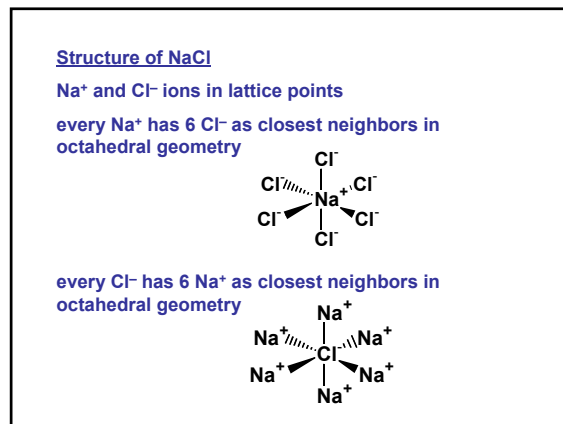 Structure of NaCl
Na⁺ and Cl⁻ ions in lattice points
every Na⁺ has 6 Cl⁻ as closest neighbors in
octahedral geometry
Cl⁻
Cl⁻ Cl⁻
Na⁺
Cl⁻ Cl⁻
Cl⁻
every Cl⁻ has 6 Na⁺ as closest neighbors in
octahedral geometry
Na⁺
Na⁺ Na⁺
Cl⁻
Na⁺ Na⁺
Na⁺